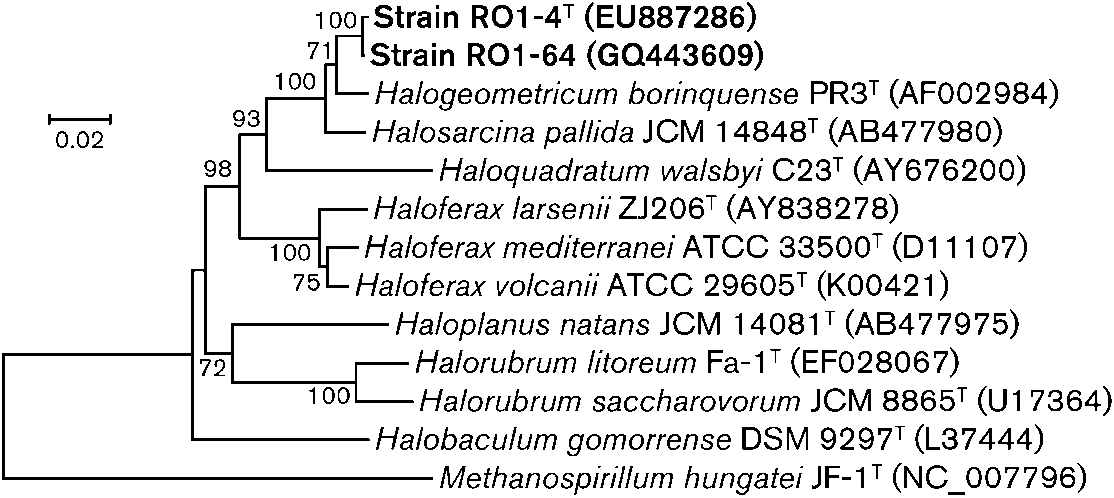 100 Strain RO1-4ᵀ (EU887286)
71 Strain RO1-64 (GQ443609)
100 Halogeometricum borinquense PR3ᵀ (AF002984)
93 Halosarcina pallida JCM 14848ᵀ (AB477980)
0.02
98 Haloquadratum walsbyi C23ᵀ (AY676200)
Haloferax larsenii ZJ206ᵀ (AY838278)
100 Haloferax mediterranei ATCC 33500ᵀ (D11107)
75 Haloferax volcanii ATCC 29605ᵀ (K00421)
Haloplanus natans JCM 14081ᵀ (AB477975)
72 Halorubrum litoreum Fa-1ᵀ (EF028067)
100 Halorubrum saccharovorum JCM 8865ᵀ (U17364)
Halobaculum gomorrense DSM 9297ᵀ (L37444)
Methanospirillum hungatei JF-1ᵀ (NC_007796)